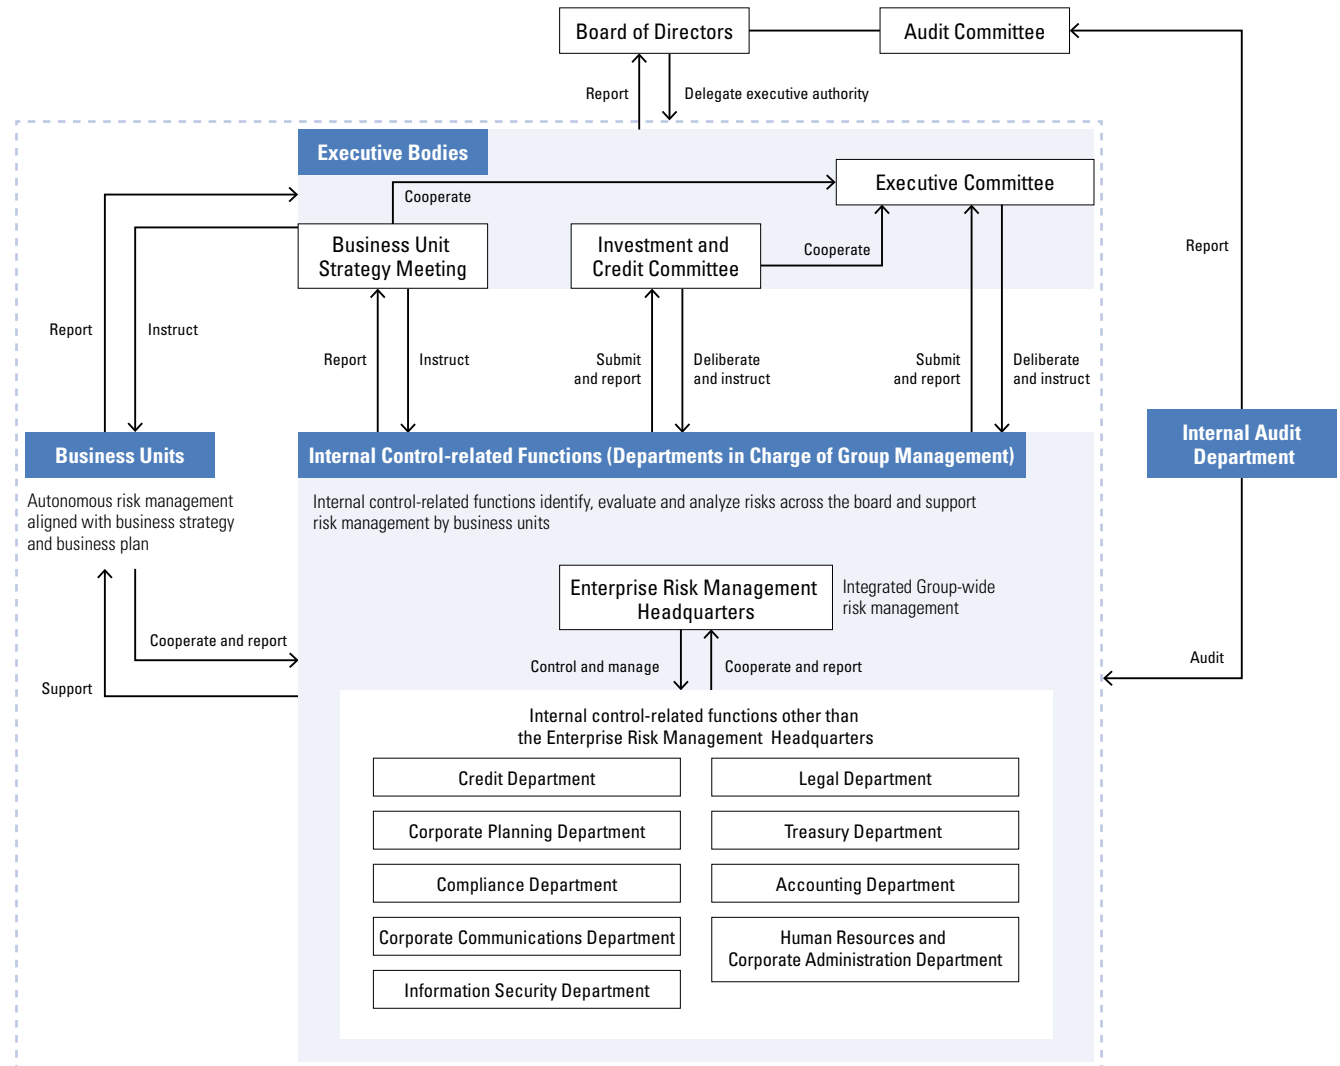 Board of Directors
Audit Committee
Report
Delegate executive authority
Executive Bodies
Executive Committee
Cooperate
Business Unit
Strategy Meeting
Investment and
Credit Committee
Cooperate
Report
Report
Instruct
Report
Instruct
Submit
and report
Deliberate
and instruct
Submit
and report
Deliberate
and instruct
Business Units
Internal Control-related Functions (Departments in Charge of Group Management)
Internal Audit
Department
Autonomous risk management
aligned with business strategy
and business plan
Internal control-related functions identify, evaluate and analyze risks across the board and support
risk management by business units
Enterprise Risk Management
Headquarters
Integrated Group-wide
risk management
Cooperate and report
Support
Control and manage
Cooperate and report
Audit
Internal control-related functions other than
the Enterprise Risk Management Headquarters
Credit Department
Legal Department
Corporate Planning Department
Treasury Department
Compliance Department
Accounting Department
Corporate Communications Department
Human Resources and
Corporate Administration Department
Information Security Department